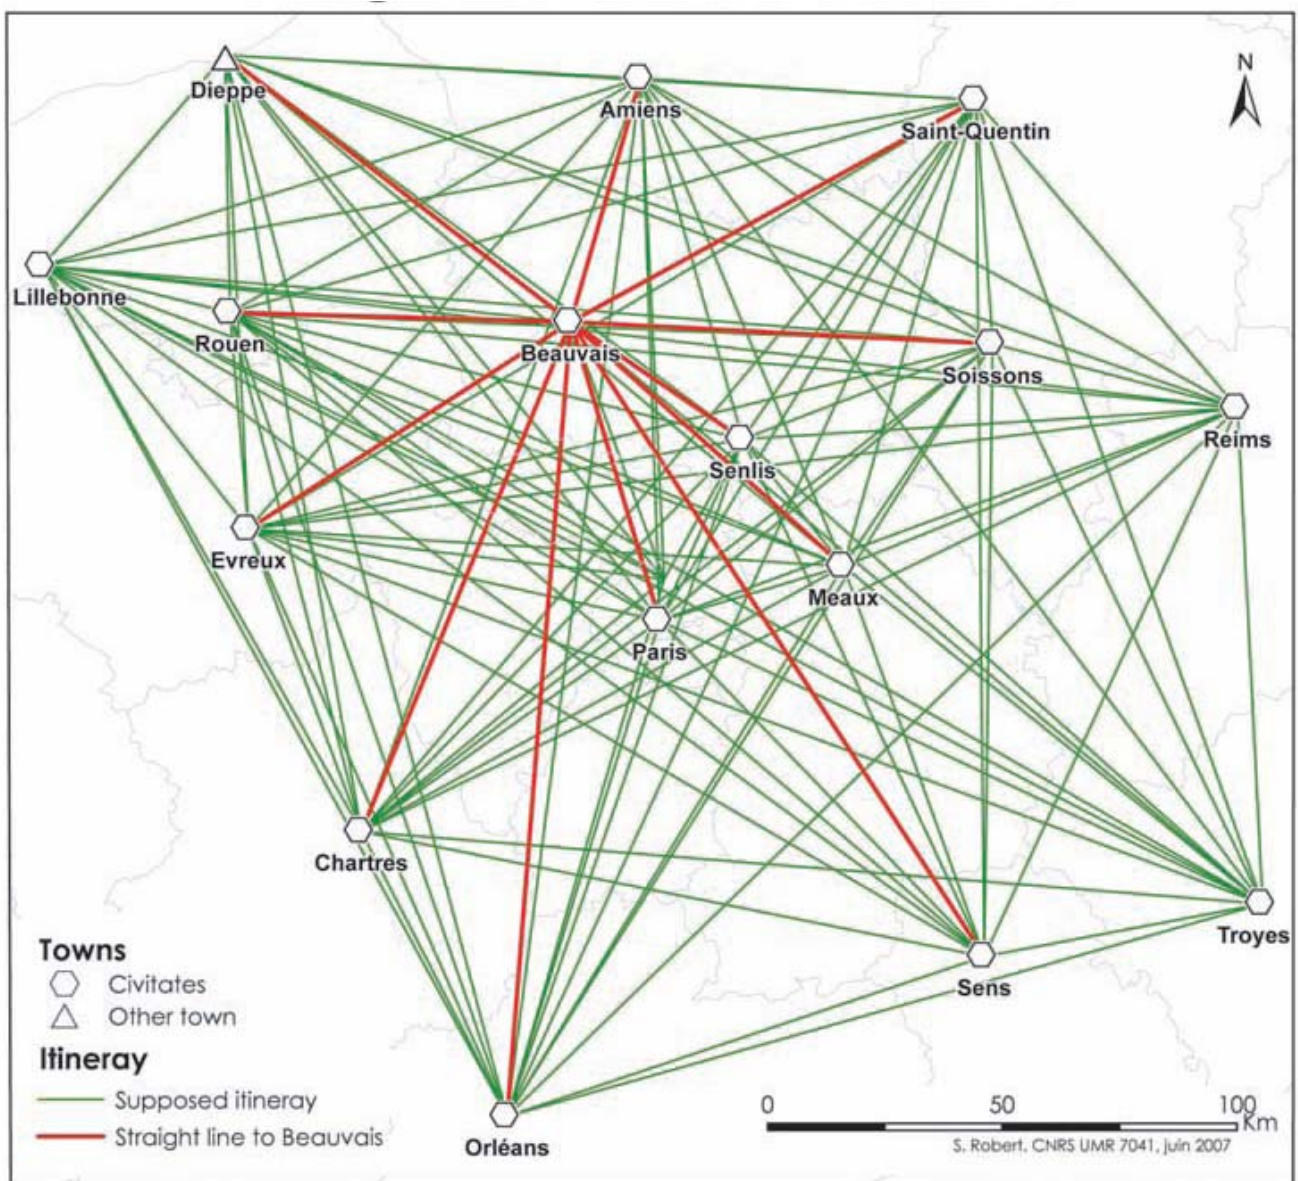 N
Dieppe
Amiens
Saint-Quentin
Lillebonne
Rouen
Beauvais
Soissons
Reims
Senlis
Evreux
Meaux
Paris
Chartres
Troyes
Sens
Orléans
Towns
Civitates
Other town
Itineray
Supposed itineray
Straight line to Beauvais
0 50 100
Km
S. Robert, CNRS UMR 7041, juin 2007